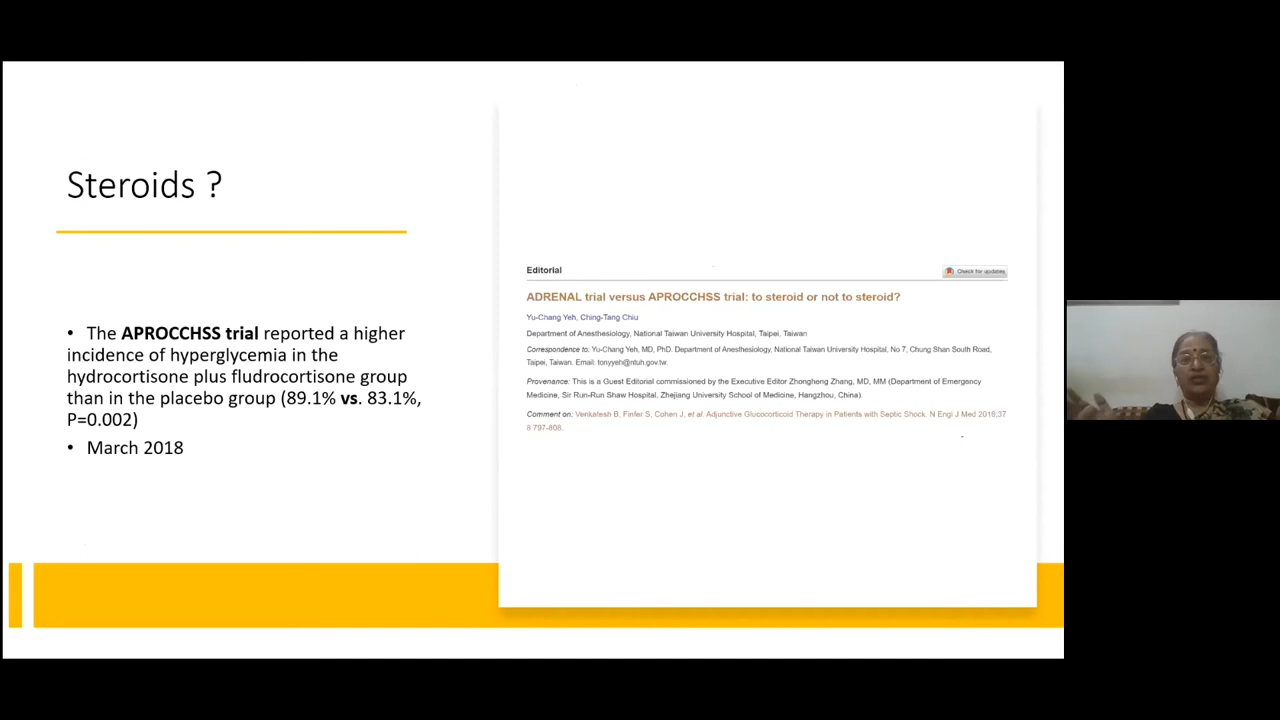 Steroids ?
• The APROCCHSS trial reported a higher
incidence of hyperglycemia in the
hydrocortisone plus fludrocortisone group
than in the placebo group (89.1% vs. 83.1%,
P=0.002)
• March 2018
Editorial
Check for updates
ADRENAL trial versus APROCCHSS trial: to steroid or not to steroid?
Yu-Chang Yeh, Ching-Tang Chiu
Department of Anesthesiology, National Taiwan University Hospital, Taipei, Taiwan
Correspondence to: Yu-Chang Yeh, MD, PhD. Department of Anesthesiology, National Taiwan University Hospital, No 7, Chung Shan South Road,
Taipei, Taiwan. Email: tonyyeh@ntuh.gov.tw.
Provenance: This is a Guest Editorial commissioned by the Executive Editor Zhongheng Zhang, MD, MM (Department of Emergency
Medicine, Sir Run-Run Shaw Hospital, Zhejiang University School of Medicine, Hangzhou, China).
Comment on: Venkatesh B, Finfer S, Cohen J, et al. Adjunctive Glucocorticoid Therapy in Patients with Septic Shock. N Engl J Med 2018;37
8:797-808.